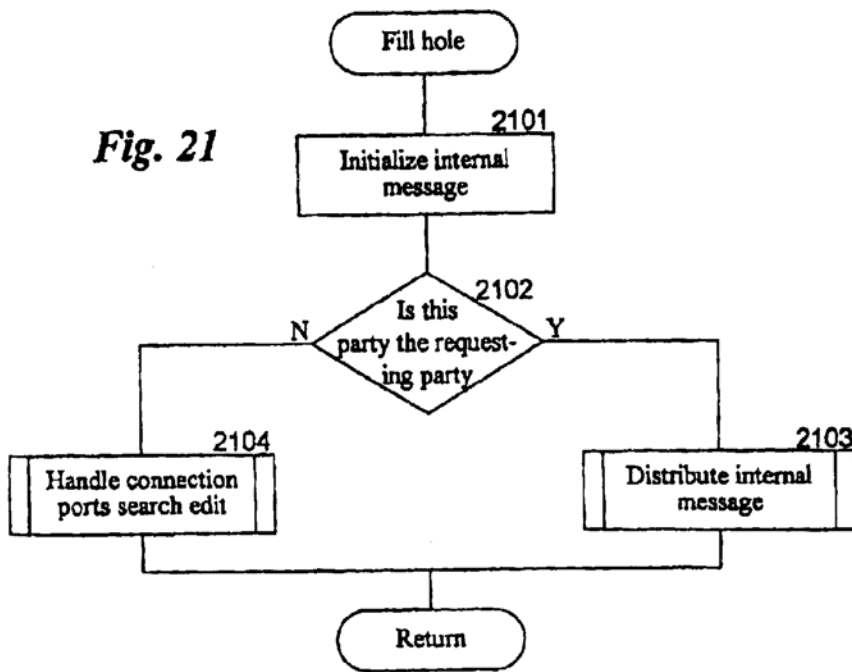 Fill hole
Fig. 21
2101
Initialize internal
message
2102
Is this
party the request-
ing party
N
Y
2104
Handle connection
ports search edit
2103
Distribute internal
message
Return